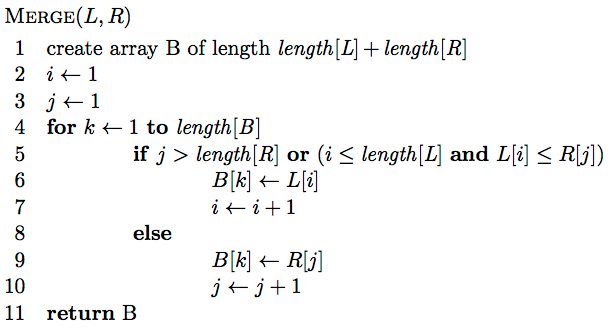 MERGE(L, R)
1 create array B of length length[L] + length[R]
2 i ← 1
3 j ← 1
4 for k ← 1 to length[B]
5 if j > length[R] or (i ≤ length[L] and L[i] ≤ R[j])
6 B[k] ← L[i]
7 i ← i + 1
8 else
9 B[k] ← R[j]
10 j ← j + 1
11 return B